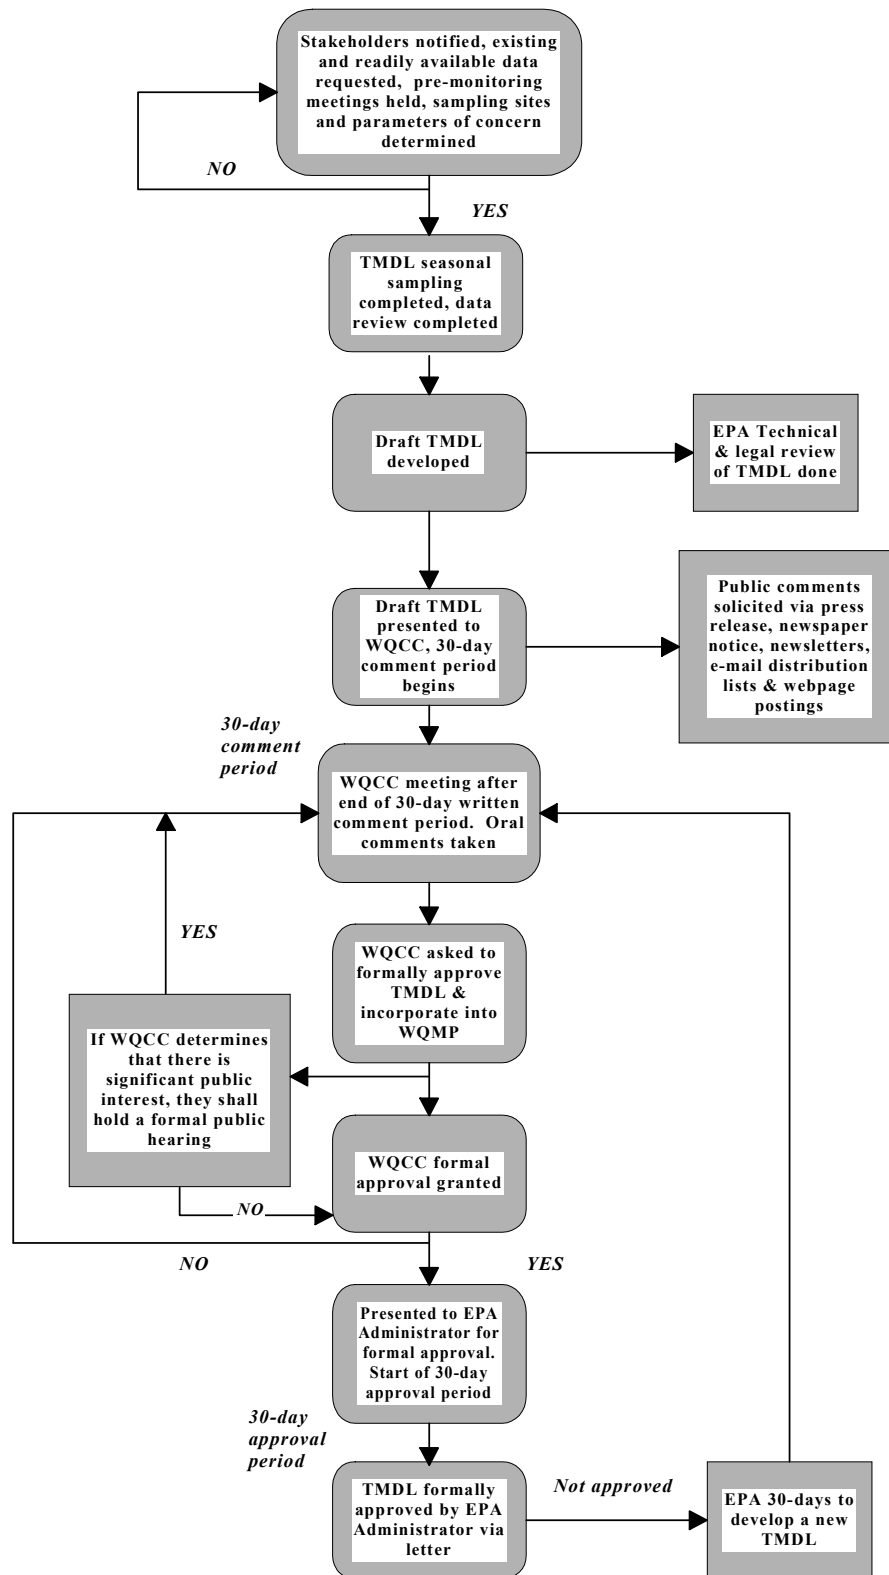 Stakeholders notified, existing
and readily available data
requested, pre-monitoring
meetings held, sampling sites
and parameters of concern
determined
NO
YES
TMDL seasonal
sampling
completed, data
review completed
Draft TMDL
developed
EPA Technical
& legal review
of TMDL done
Draft TMDL
presented to
WQCC, 30-day
comment period
begins
Public comments
solicited via press
release, newspaper
notice, newsletters,
e-mail distribution
lists & webpage
postings
30-day
comment
period
WQCC meeting after
end of 30-day written
comment period. Oral
comments taken
YES
WQCC asked to
formally approve
TMDL &
incorporate into
WQMP
If WQCC determines
that there is
significant public
interest, they shall
hold a formal public
hearing
WQCC formal
approval granted
NO
NO
YES
Presented to EPA
Administrator for
formal approval.
Start of 30-day
approval period
30-day
approval
period
TMDL formally
approved by EPA
Administrator via
letter
Not approved
EPA 30-days to
develop a new
TMDL